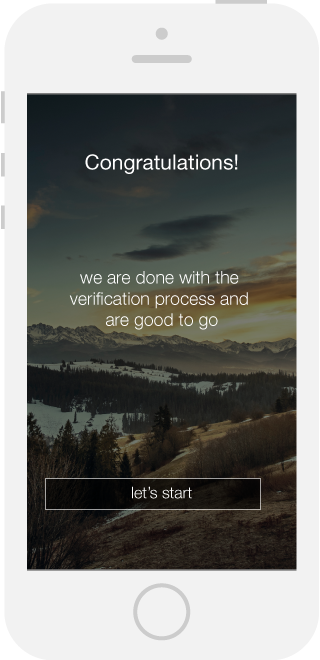 Congratulations!
we are done with the
verification process and
are good to go
let's start